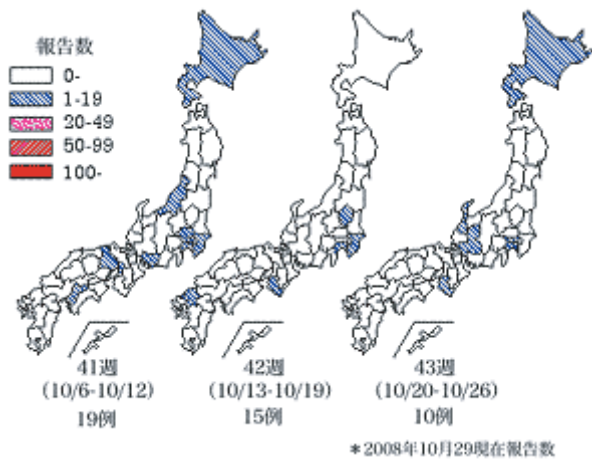 報告数
0-
1-19
20-49
50-99
100-
41週
(10/6-10/12)
19例
42週
(10/13-10/19)
15例
43週
(10/20-10/26)
10例
*2008年10月29現在報告数